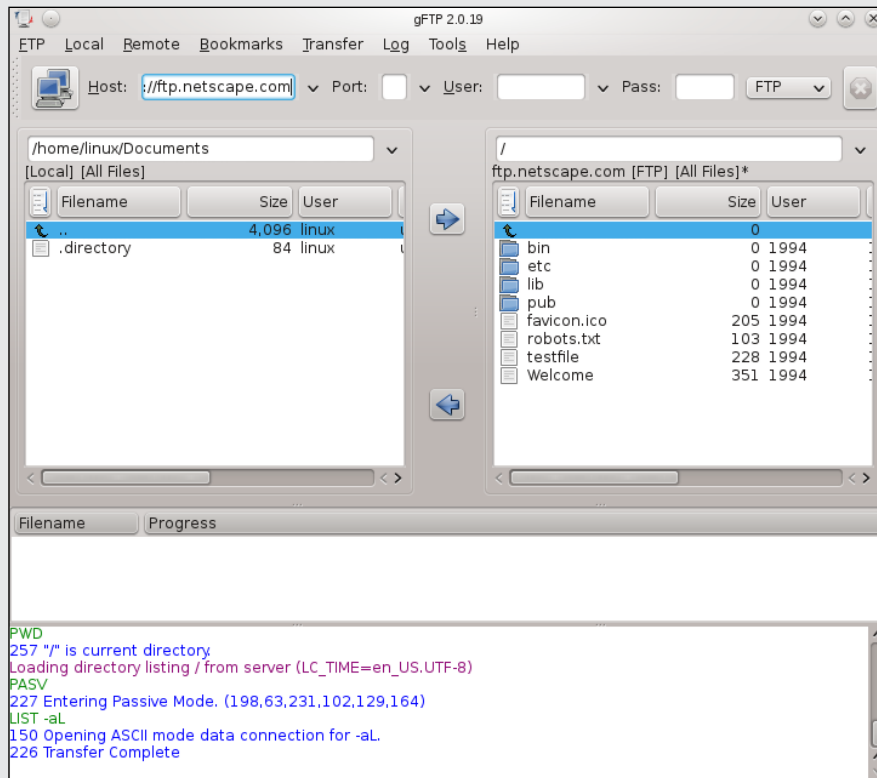 gFTP 2.0.19
FTP Local Remote Bookmarks Transfer Log Tools Help
Host: ://ftp.netscape.com Port: User: Pass: FTP
/home/linux/Documents
[Local] [All Files]
Filename Size User
.. 4,096 linux
.directory 84 linux
/
ftp.netscape.com [FTP] [All Files]*
Filename Size User
0
bin 0 1994
etc 0 1994
lib 0 1994
pub 0 1994
favicon.ico 205 1994
robots.txt 103 1994
testfile 228 1994
Welcome 351 1994
Filename Progress
PWD
257 "/" is current directory.
Loading directory listing / from server (LC_TIME=en_US.UTF-8)
PASV
227 Entering Passive Mode. (198,63,231,102,129,164)
LIST -aL
150 Opening ASCII mode data connection for -aL.
226 Transfer Complete